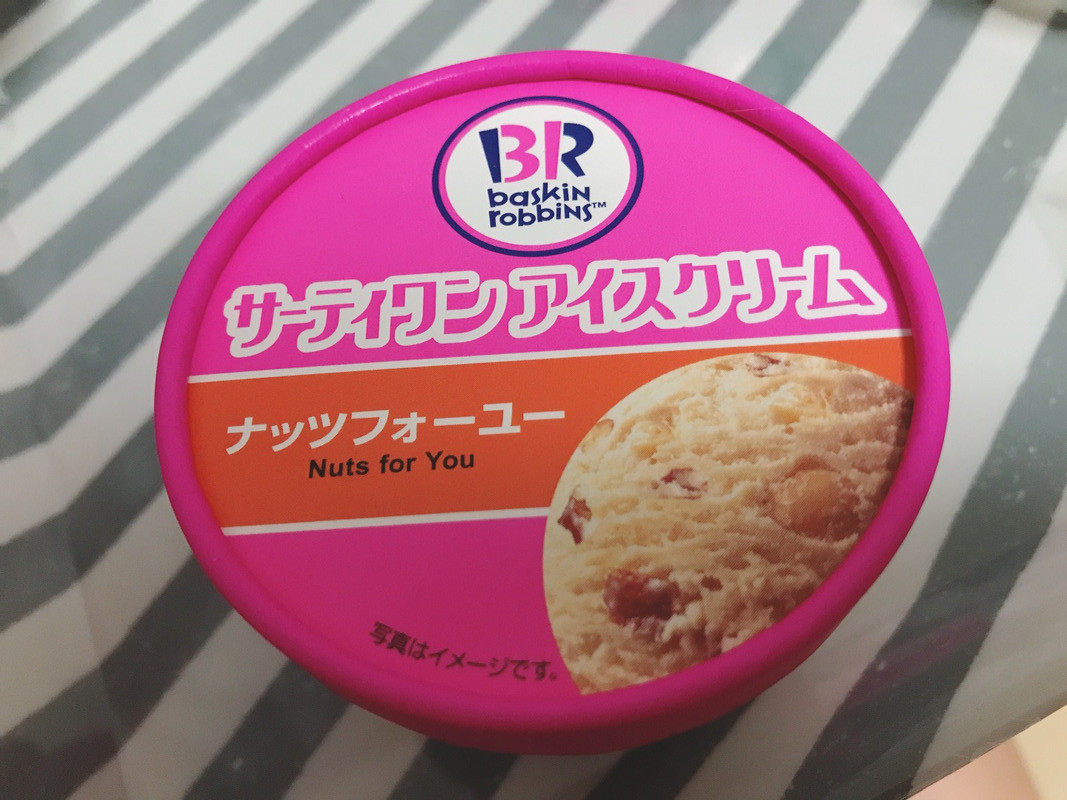 BR
baskin
robbins™
サーティワン アイスクリーム
ナッツフォーユー
Nuts for You
写真はイメージです。